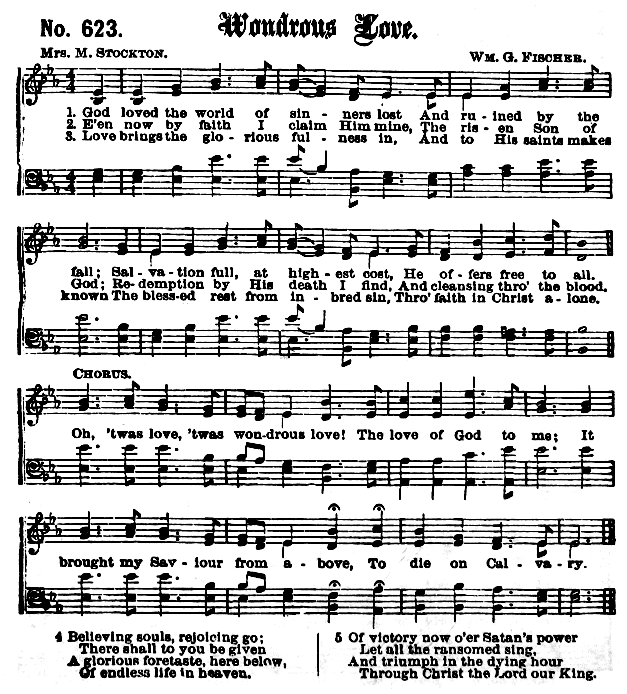 No. 623.
Wondrous Love.
Mrs. M. Stockton.
Wm. G. Fischer.
1. God loved the world of sin - ners lost And ru - ined by the
2. E'en now by faith I claim Him mine, The ris - en Son of
3. Love brings the glo - rious ful - ness in, And to His saints makes
fall; Sal - va - tion full, at high - est cost, He of - fers free to all.
God; Re-demption by His death I find, And cleansing thro' the blood.
known The bless-ed rest from in - bred sin, Thro' faith in Christ a - lone.
Chorus.
Oh, 'twas love, 'twas won-drous love! The love of God to me; It
brought my Sav - iour from a - bove, To die on Cal - va - ry.
4 Believing souls, rejoicing go;
There shall to you be given
A glorious foretaste, here below,
Of endless life in heaven.
5 Of victory now o'er Satan's power
Let all the ransomed sing,
And triumph in the dying hour
Through Christ the Lord our King.